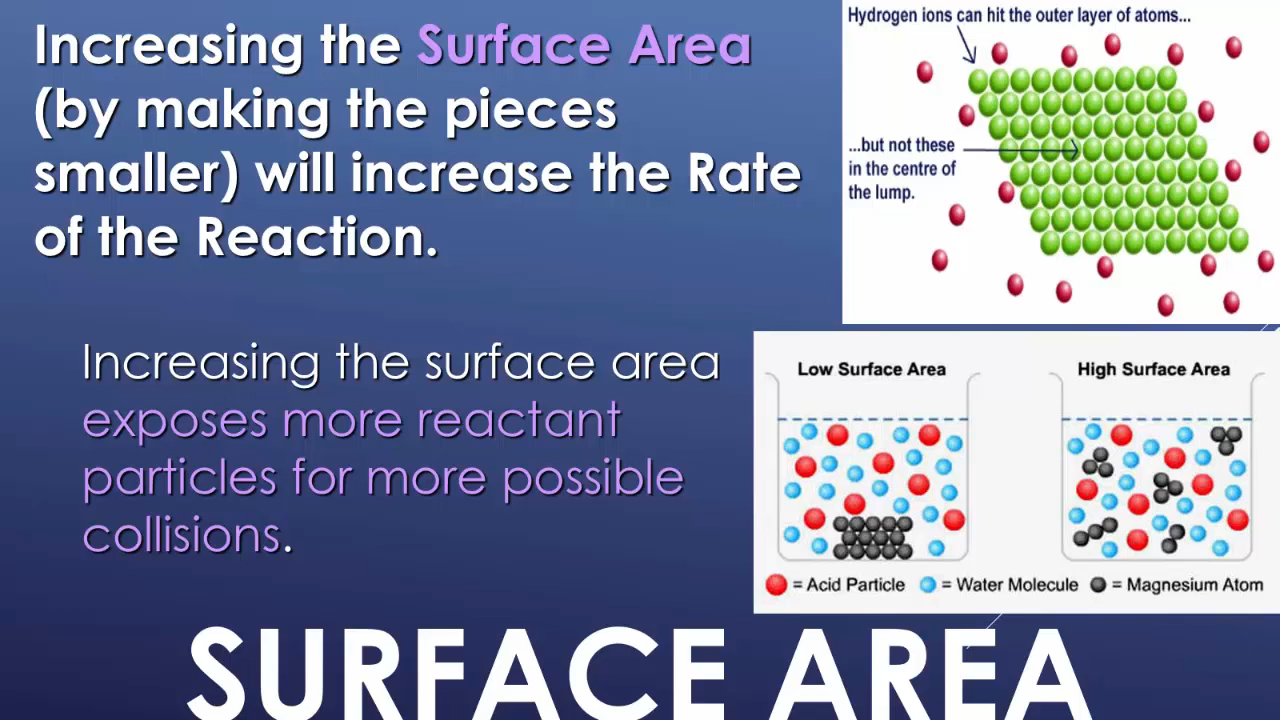 Increasing the Surface Area
(by making the pieces
smaller) will increase the Rate
of the Reaction.
Hydrogen ions can hit the outer layer of atoms...
...but not these
in the centre of
the lump.
Increasing the surface area
exposes more reactant
particles for more possible
collisions.
Low Surface Area
High Surface Area
= Acid Particle = Water Molecule = Magnesium Atom
SURFACE AREA